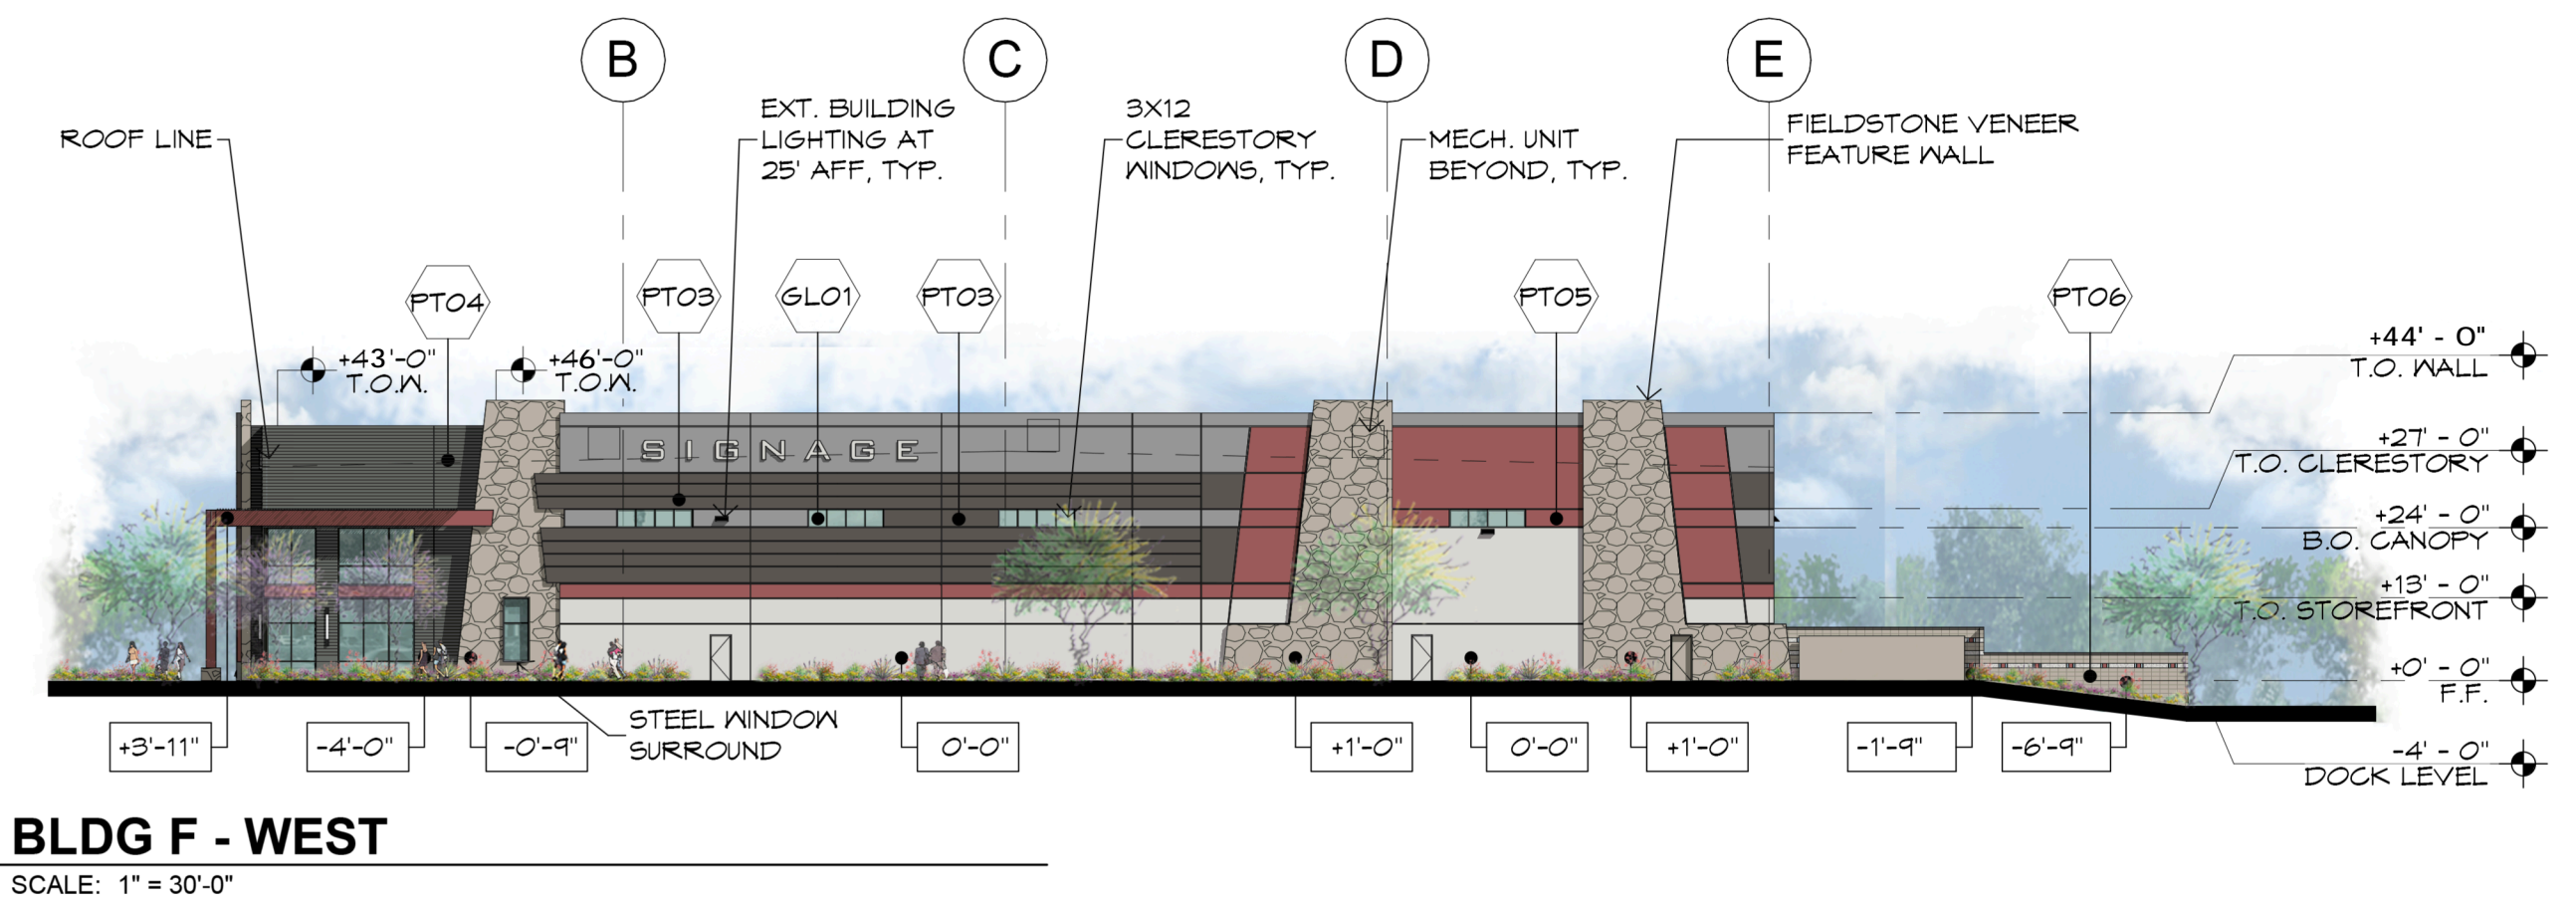 B
C
D
E
ROOF LINE
EXT. BUILDING
LIGHTING AT
25' AFF, TYP.
3X12
CLERESTORY
WINDOWS, TYP.
MECH. UNIT
BEYOND, TYP.
FIELDSTONE VENEER
FEATURE WALL
PT04
PT03
GL01
PT03
PT05
PT06
+43'-0"
T.O.W.
+46'-0"
T.O.W.
+44' - 0"
T.O. WALL
SIGNAGE
+27' - 0"
T.O. CLERESTORY
+24' - 0"
B.O. CANOPY
+13' - 0"
T.O. STOREFRONT
+0' - 0"
F.F.
-4' - 0"
DOCK LEVEL
+3'-11"
-4'-0"
-0'-9"
STEEL WINDOW
SURROUND
0'-0"
+1'-0"
0'-0"
+1'-0"
-1'-9"
-6'-9"
BLDG F - WEST
SCALE: 1" = 30'-0"